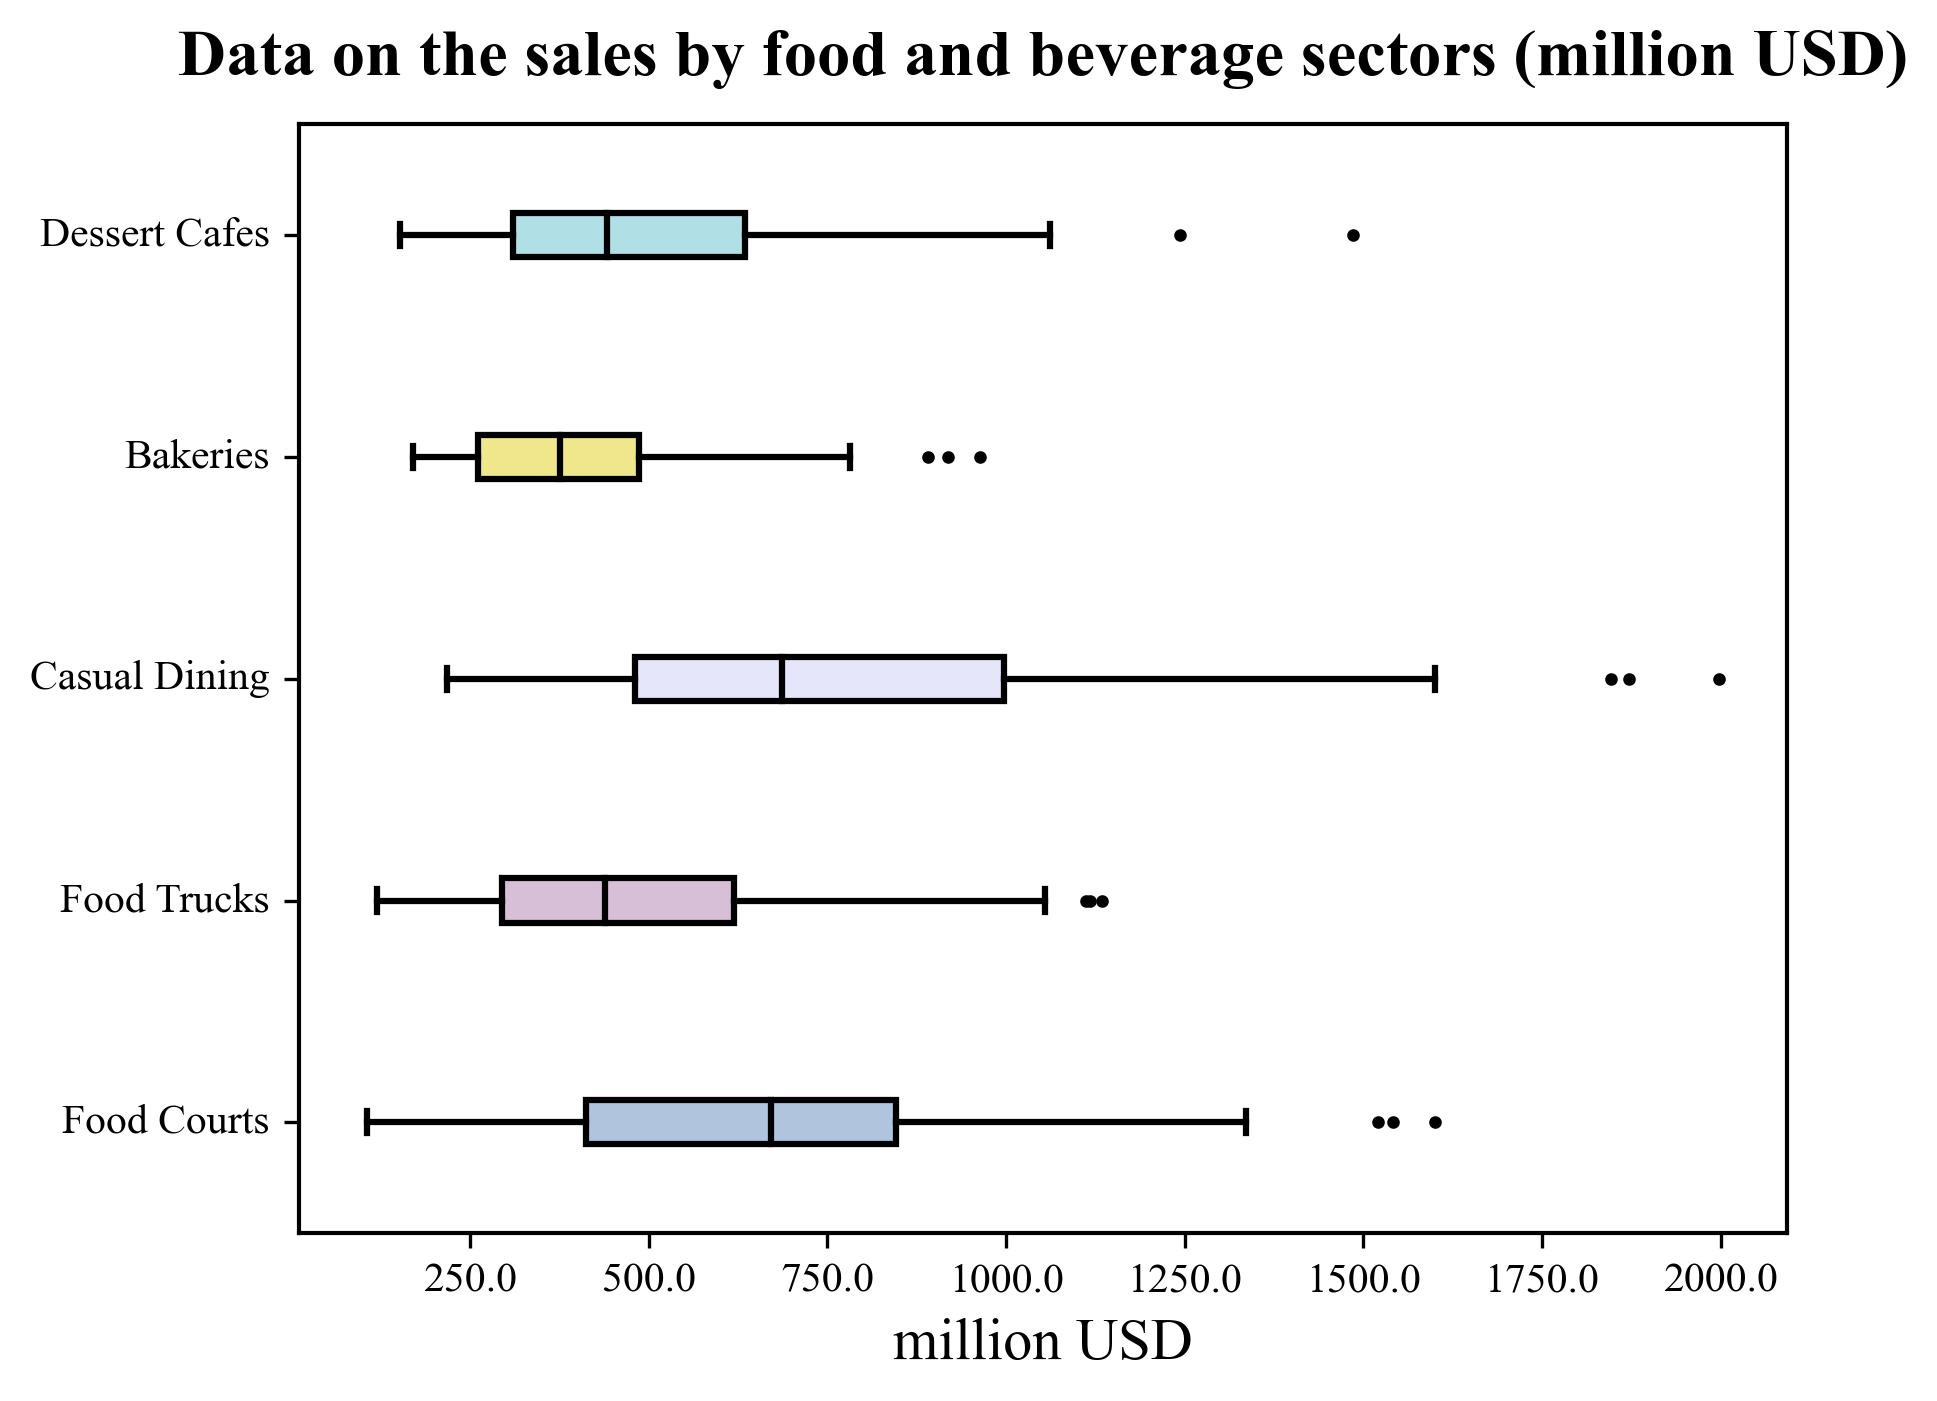 Data on the sales by food and beverage sectors (million USD)
Dessert Cafes
Bakeries
Casual Dining
Food Trucks
Food Courts
250.0 500.0 750.0 1000.0 1250.0 1500.0 1750.0 2000.0
million USD